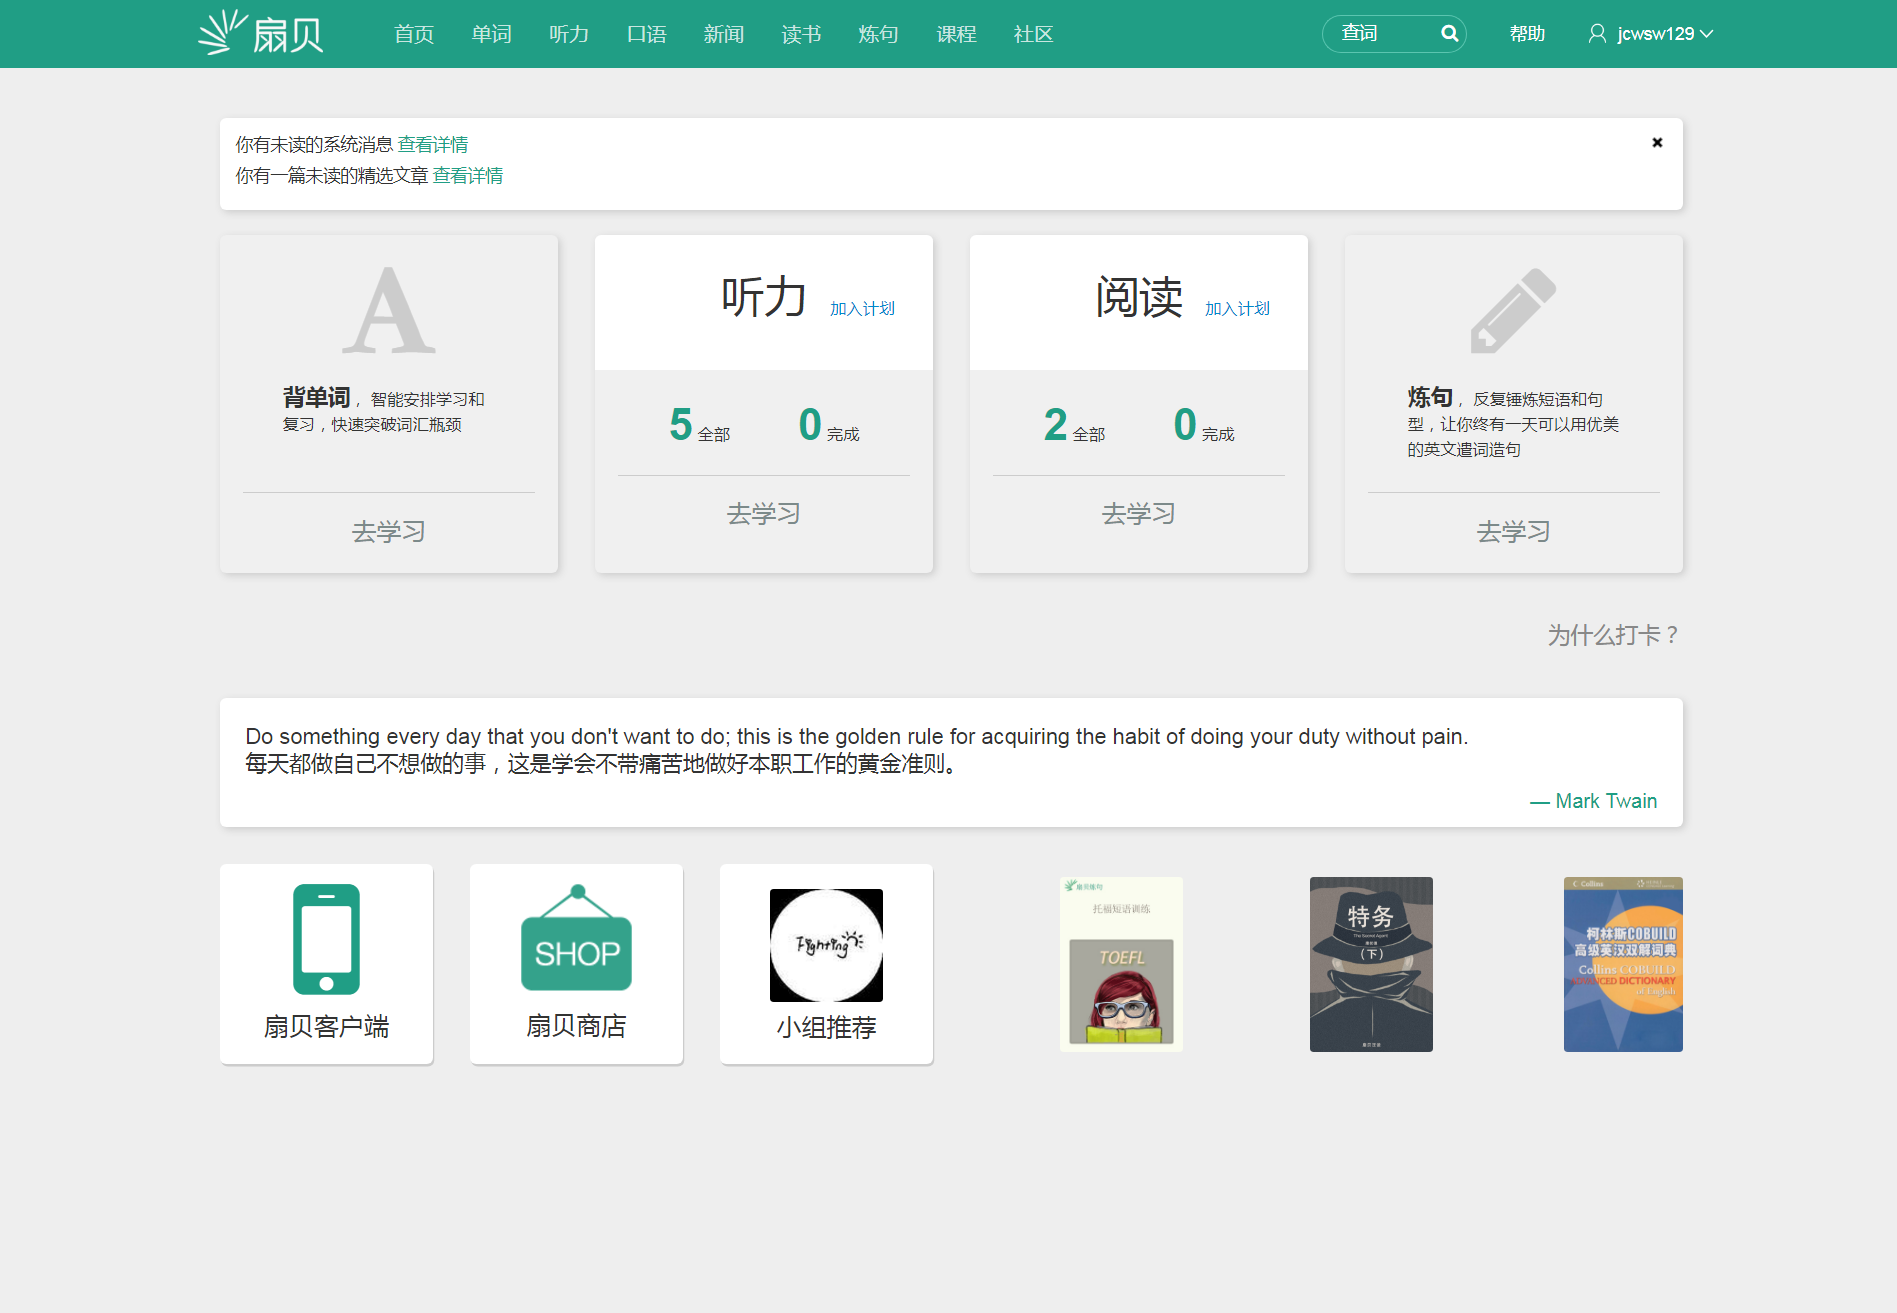 扇贝 首页 单词 听力 口语 新闻 读书 炼句 课程 社区 查词 帮助 jcwsw129
你有未读的系统消息 查看详情
你有一篇未读的精选文章 查看详情
A
背单词，智能安排学习和
复习，快速突破词汇瓶颈
去学习
听力 加入计划
5 全部 0 完成
去学习
阅读 加入计划
2 全部 0 完成
去学习
炼句，反复锤炼短语和句
型，让你终有一天可以用优美
的英文遣词造句
去学习
为什么打卡？
Do something every day that you don't want to do; this is the golden rule for acquiring the habit of doing your duty without pain.
每天都做自己不想做的事，这是学会不带痛苦地做好本职工作的黄金准则。
— Mark Twain
扇贝客户端
SHOP
扇贝商店
Fighting
小组推荐
扇贝炼句
托福短语训练
TOEFL
特务
The Secret Agent
（下）
Collins
柯林斯COBUILD
高级英汉双解词典
Collins COBUILD
ADVANCED DICTIONARY
of English